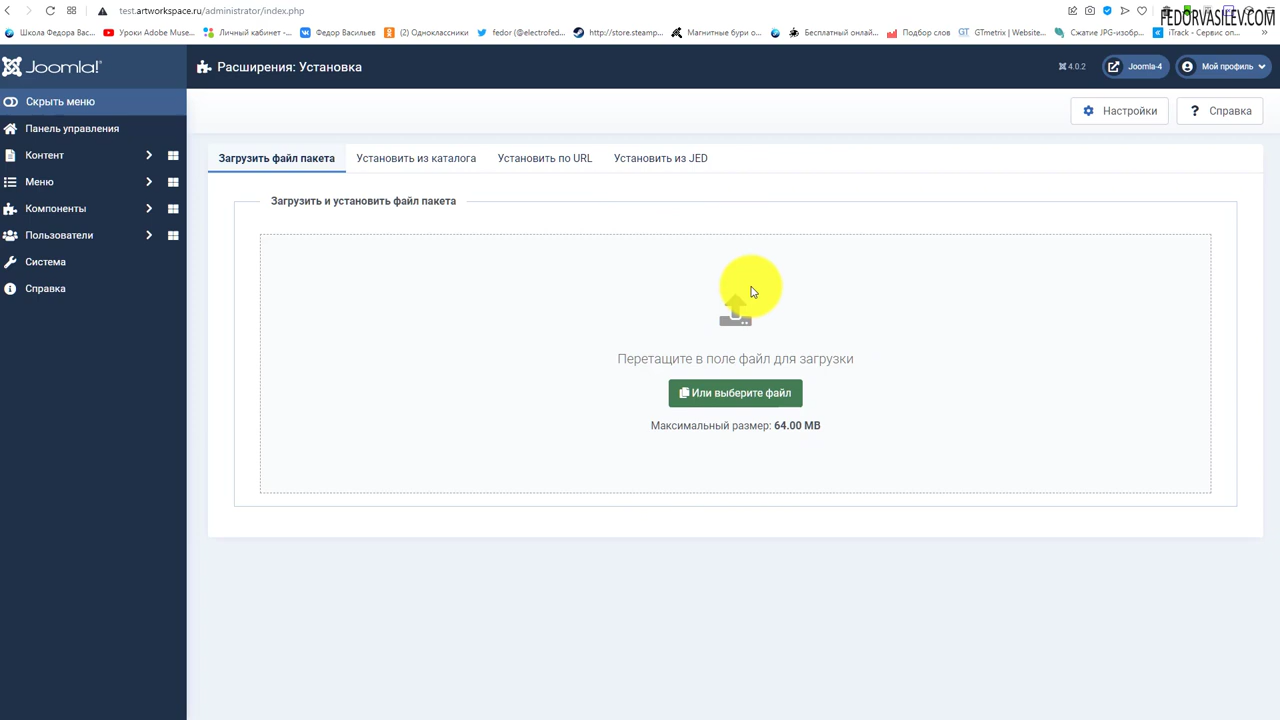 test.artworkspace.ru/administrator/index.php
FEDORVASILEV.COM
Школа Федора Вас... Уроки Adobe Muse... Личный кабинет -... Федор Васильев (2) Одноклассники fedor (@electrofed... http://store.steamp... Магнитные бури о... Бесплатный онлай... Подбор слов GTmetrix | Website... Сжатие JPG-изобр... iTrack - Сервис оп...
Joomla!
Расширения: Установка
4.0.2
Joomla-4
Мой профиль
Скрыть меню
Настройки
Справка
Панель управления
Контент
Меню
Компоненты
Пользователи
Система
Справка
Загрузить файл пакета
Установить из каталога
Установить по URL
Установить из JED
Загрузить и установить файл пакета
Перетащите в поле файл для загрузки
Или выберите файл
Максимальный размер: 64.00 MB